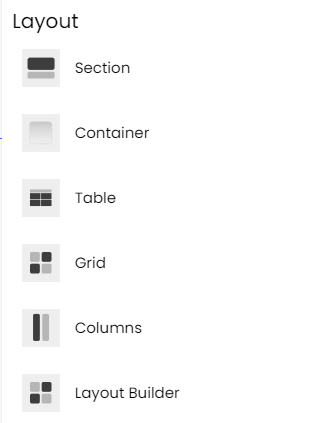 Layout
Section
Container
Table
Grid
Columns
Layout Builder